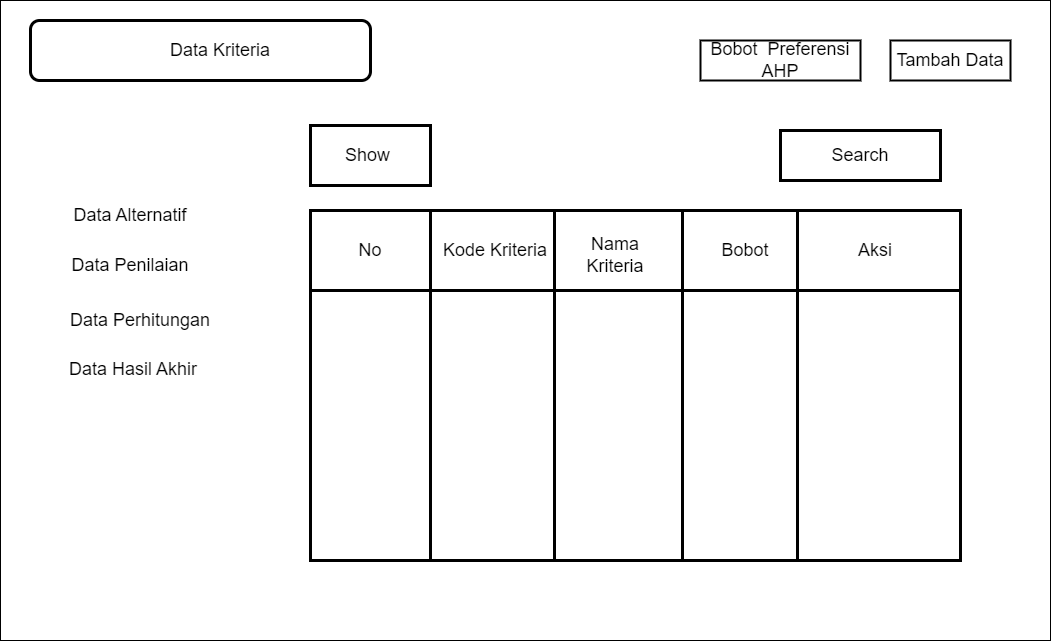 Data Kriteria
Bobot Preferensi
AHP
Tambah Data
Show
Search
Data Alternatif
Data Penilaian
Data Perhitungan
Data Hasil Akhir
No
Kode Kriteria
Nama
Kriteria
Bobot
Aksi